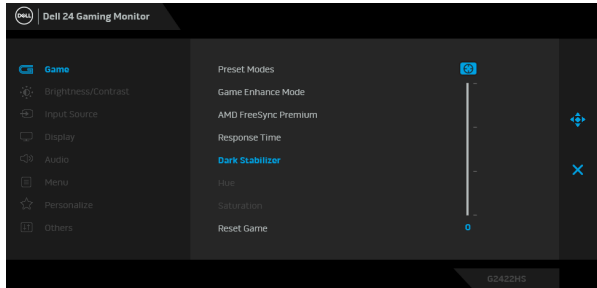 DELL
Dell 24 Gaming Monitor
Game
Brightness/Contrast
Input Source
Display
Audio
Menu
Personalize
Others
Preset Modes
Game Enhance Mode
AMD FreeSync Premium
Response Time
Dark Stabilizer
Hue
Saturation
Reset Game
0
G2422HS